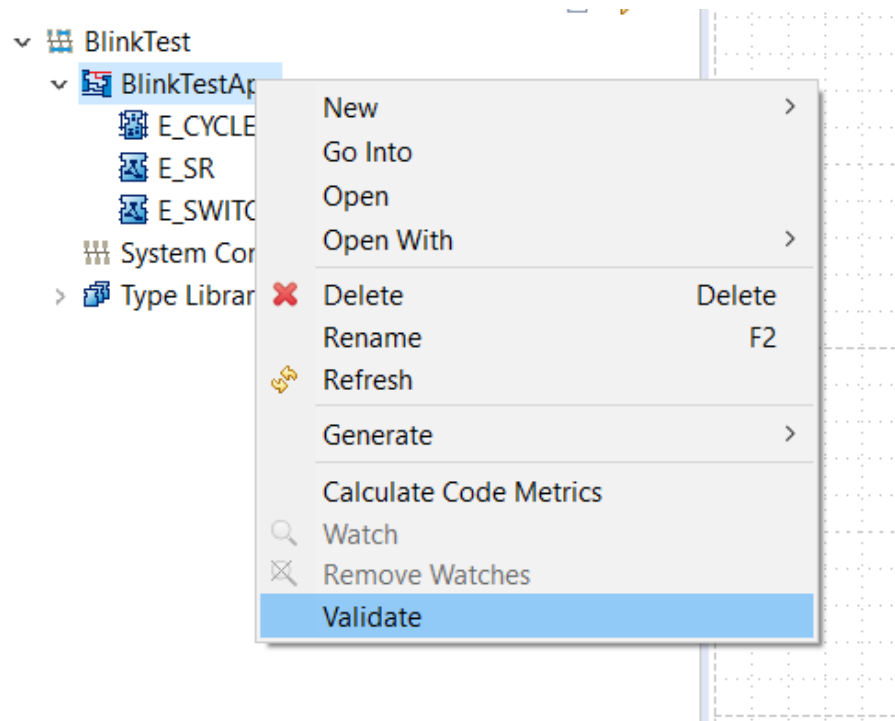 BlinkTest
BlinkTestAp
E_CYCLE
E_SR
E_SWITC
System Cor
Type Librar
New
Go Into
Open
Open With
Delete Delete
Rename F2
Refresh
Generate
Calculate Code Metrics
Watch
Remove Watches
Validate